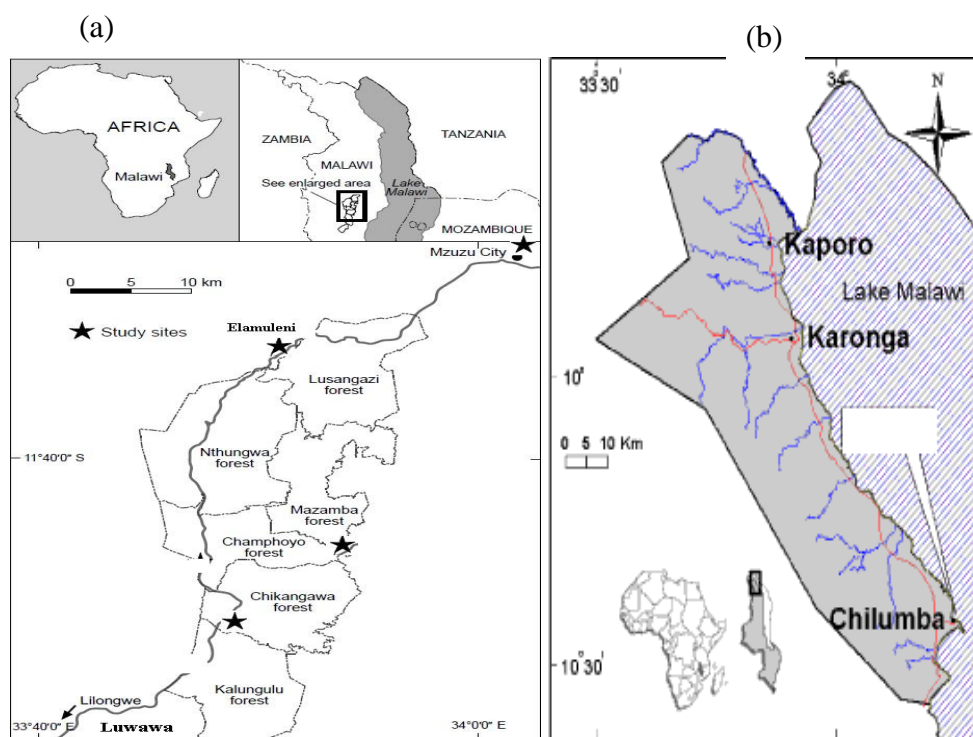 (a)
AFRICA
Malawi
ZAMBIA
TANZANIA
MALAWI
See enlarged area
Lake
Malawi
MOZAMBIQUE
Mzuzu City
0 5 10 km
Study sites
Elamuleni
Lusangazi
forest
11°40'0" S
Nthungwa
forest
Mazamba
forest
Champhoyo
forest
Chikangawa
forest
Kalungulu
forest
Lilongwe
Luwawa
33°40'0" E
34°0'0" E
(b)
33 30
34°
N
Kaporo
Lake Malawi
Karonga
10°
0 5 10 Km
Chilumba
10°30'